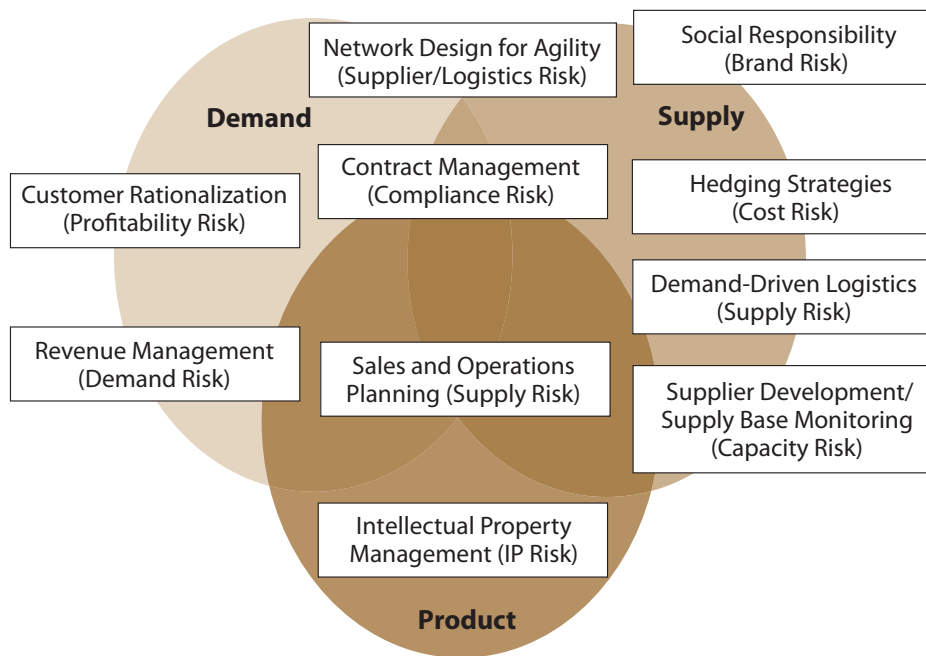 Network Design for Agility
(Supplier/Logistics Risk)
Social Responsibility
(Brand Risk)
Demand
Supply
Contract Management
(Compliance Risk)
Customer Rationalization
(Profitability Risk)
Hedging Strategies
(Cost Risk)
Demand-Driven Logistics
(Supply Risk)
Revenue Management
(Demand Risk)
Sales and Operations
Planning (Supply Risk)
Supplier Development/
Supply Base Monitoring
(Capacity Risk)
Intellectual Property
Management (IP Risk)
Product